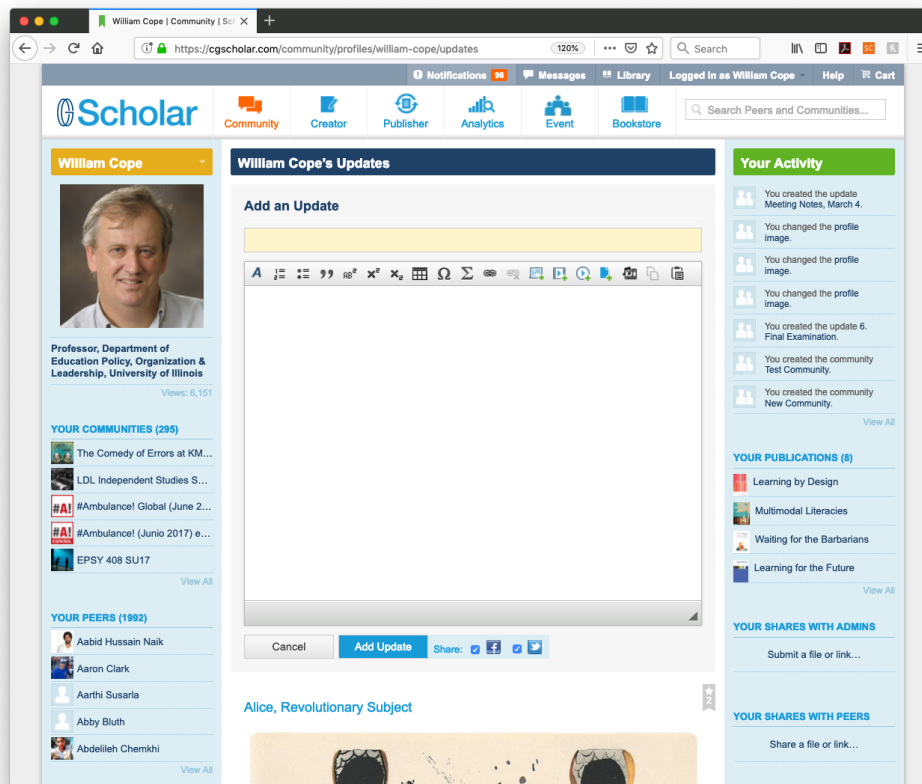 William Cope | Community | Sch
https://cgscholar.com/community/profiles/william-cope/updates
120%
Search
Notifications 96
Messages
Library
Logged in as William Cope
Help
Cart
Scholar
Community
Creator
Publisher
Analytics
Event
Bookstore
Search Peers and Communities...
William Cope
Professor, Department of
Education Policy, Organization &
Leadership, University of Illinois
Views: 6,151
YOUR COMMUNITIES (295)
The Comedy of Errors at KM...
LDL Independent Studies S...
#A!
#Ambulance! Global (June 2...
#A!
#Ambulance! (Junio 2017) e...
EPSY 408 SU17
View All
YOUR PEERS (1992)
Aabid Hussain Naik
Aaron Clark
Aarthi Susarla
Abby Bluth
Abdelileh Chemkhi
View All
William Cope's Updates
Add an Update
Cancel
Add Update
Share:
Alice, Revolutionary Subject
2
Your Activity
You created the update
Meeting Notes, March 4.
You changed the profile
image.
You changed the profile
image.
You changed the profile
image.
You created the update 6.
Final Examination.
You created the community
Test Community.
You created the community
New Community.
View All
YOUR PUBLICATIONS (8)
Learning by Design
Multimodal Literacies
Waiting for the Barbarians
Learning for the Future
View All
YOUR SHARES WITH ADMINS
Submit a file or link…
YOUR SHARES WITH PEERS
Share a file or link…